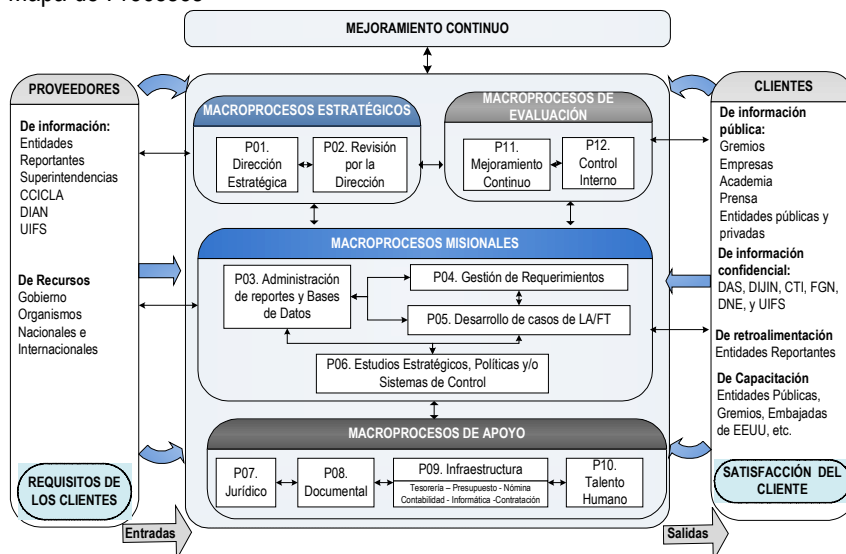 Mapa de Procesos
MEJORAMIENTO CONTINUO
PROVEEDORES
De información:
Entidades
Reportantes
Superintendencias
CCICLA
DIAN
UIFS
De Recursos
Gobierno
Organismos
Nacionales e
Internacionales
REQUISITOS DE
LOS CLIENTES
MACROPROCESOS ESTRATÉGICOS
P01.
Dirección
Estratégica
P02. Revisión
por la
Dirección
MACROPROCESOS DE
EVALUACIÓN
P11.
Mejoramiento
Continuo
P12.
Control
Interno
MACROPROCESOS MISIONALES
P03. Administración
de reportes y Bases
de Datos
P04. Gestión de Requerimientos
P05. Desarrollo de casos de LA/FT
P06. Estudios Estratégicos, Políticas y/o
Sistemas de Control
MACROPROCESOS DE APOYO
P07.
Jurídico
P08.
Documental
P09. Infraestructura
Tesorería – Presupuesto - Nómina
Contabilidad - Informática -Contratación
P10.
Talento
Humano
CLIENTES
De información
pública:
Gremios
Empresas
Academia
Prensa
Entidades públicas y
privadas
De información
confidencial:
DAS, DIJIN, CTI, FGN,
DNE, y UIFS
De retroalimentación
Entidades Reportantes
De Capacitación
Entidades Públicas,
Gremios, Embajadas
de EEUU, etc.
SATISFACCIÓN DEL
CLIENTE
Entradas
Salidas